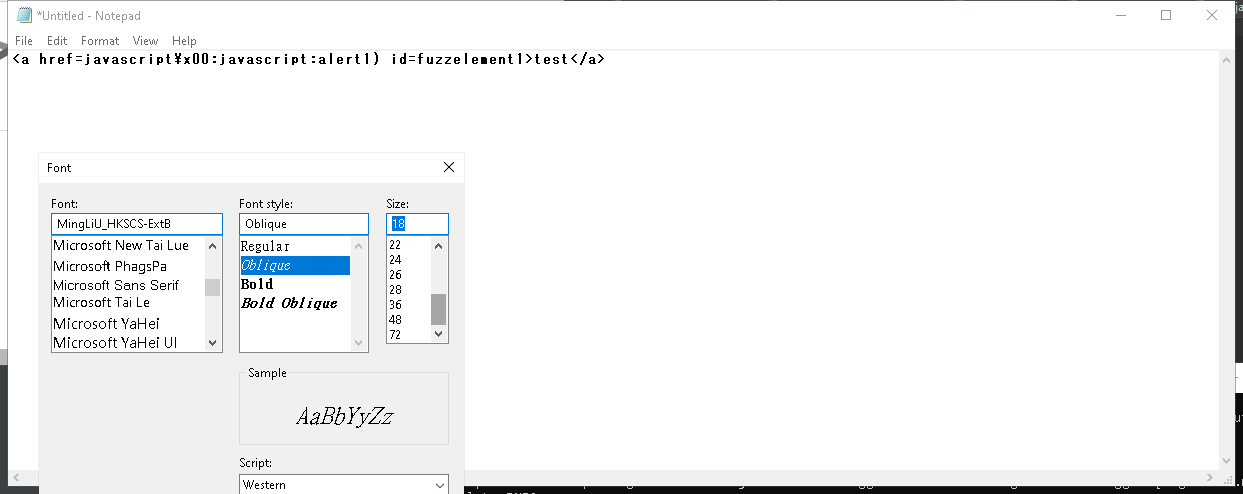 *Untitled - Notepad
File Edit Format View Help
<a href=javascript¥x00:javascript:alert1) id=fuzzelement1>test</a>
Font
Font: Font style: Size:
MingLiU_HKSCS-ExtB Oblique 18
Microsoft New Tai Lue Regular 22
Microsoft PhagsPa Oblique 24
Microsoft Sans Serif Bold 26
Microsoft Tai Le Bold Oblique 28
Microsoft YaHei 36
Microsoft YaHei UI 48
72
Sample
AaBbYyZz
Script:
Western